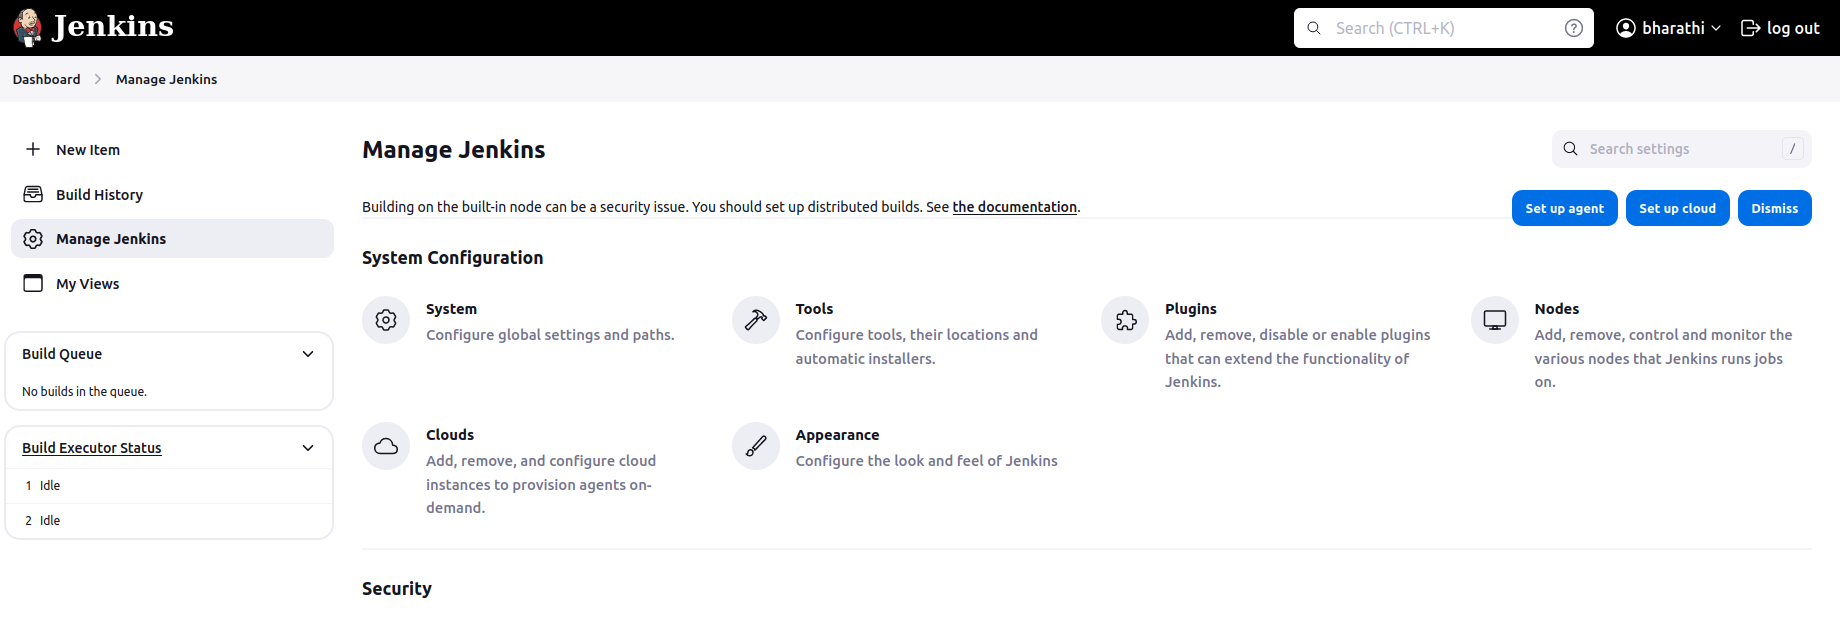 Jenkins
Search (CTRL+K)
bharathi
log out
Dashboard
Manage Jenkins
New Item
Build History
Manage Jenkins
My Views
Build Queue
No builds in the queue.
Build Executor Status
1 Idle
2 Idle
Manage Jenkins
Search settings
/
Building on the built-in node can be a security issue. You should set up distributed builds. See the documentation.
Set up agent
Set up cloud
Dismiss
System Configuration
System
Configure global settings and paths.
Tools
Configure tools, their locations and
automatic installers.
Plugins
Add, remove, disable or enable plugins
that can extend the functionality of
Jenkins.
Nodes
Add, remove, control and monitor the
various nodes that Jenkins runs jobs
on.
Clouds
Add, remove, and configure cloud
instances to provision agents on-
demand.
Appearance
Configure the look and feel of Jenkins
Security